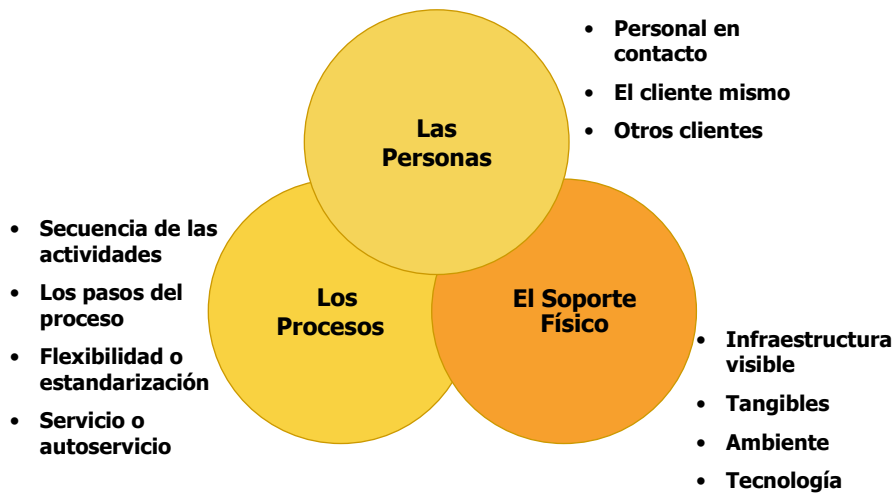 • Personal en
contacto
• El cliente mismo
• Otros clientes
Las
Personas
• Secuencia de las
actividades
• Los pasos del
proceso
• Flexibilidad o
estandarización
• Servicio o
autoservicio
Los
Procesos
El Soporte
Físico
• Infraestructura
visible
• Tangibles
• Ambiente
• Tecnología